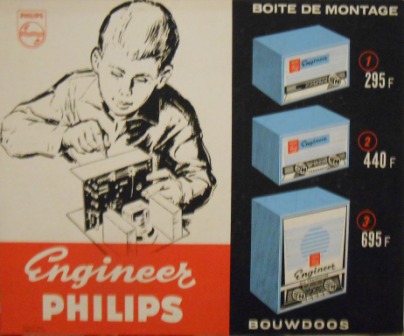 PHILIPS
Engineer
PHILIPS
BOITE DE MONTAGE
Engineer
1
295 F
Engineer
2
440 F
3
695 F
Engineer
BOUWDOOS